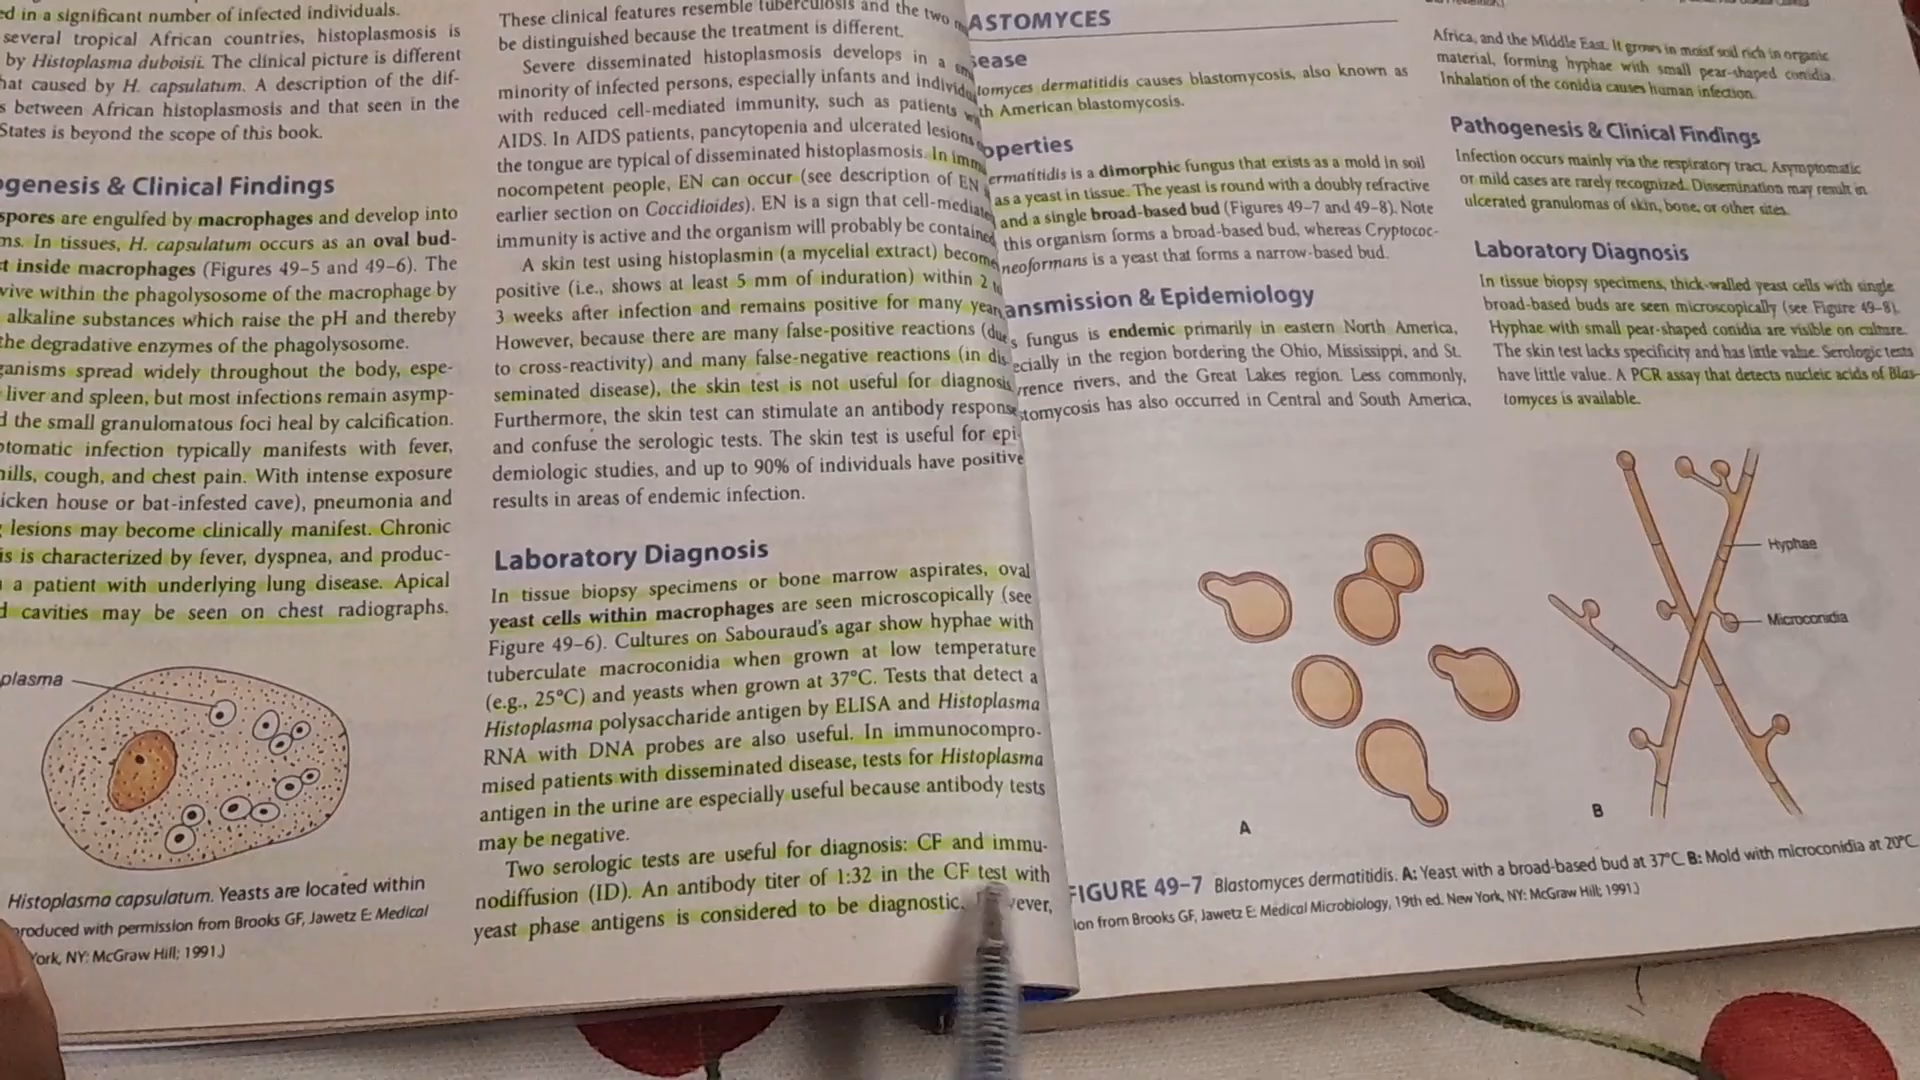 ed in a significant number of infected individuals.
several tropical African countries, histoplasmosis is
by Histoplasma duboisii. The clinical picture is different
hat caused by H. capsulatum. A description of the dif-
s between African histoplasmosis and that seen in the
States is beyond the scope of this book.
ogenesis & Clinical Findings
spores are engulfed by macrophages and develop into
ms. In tissues, H. capsulatum occurs as an oval bud-
t inside macrophages (Figures 49-5 and 49-6). The
vive within the phagolysosome of the macrophage by
alkaline substances which raise the pH and thereby
the degradative enzymes of the phagolysosome.
ganisms spread widely throughout the body, espe-
liver and spleen, but most infections remain asymp-
d the small granulomatous foci heal by calcification.
ptomatic infection typically manifests with fever,
hills, cough, and chest pain. With intense exposure
icken house or bat-infested cave), pneumonia and
lesions may become clinically manifest. Chronic
is is characterized by fever, dyspnea, and produc-
a patient with underlying lung disease. Apical
d cavities may be seen on chest radiographs.
plasma
Histoplasma capsulatum. Yeasts are located within
produced with permission from Brooks GF, Jawetz E: Medical
York, NY: McGraw Hill; 1991.)
These clinical features resemble tuberculosis and the two
be distinguished because the treatment is different.
Severe disseminated histoplasmosis develops in a
minority of infected persons, especially infants and individu
with reduced cell-mediated immunity, such as patients
AIDS. In AIDS patients, pancytopenia and ulcerated lesions
the tongue are typical of disseminated histoplasmosis. In imm
nocompetent people, EN can occur (see description of EN
earlier section on Coccidioides). EN is a sign that cell-mediate
immunity is active and the organism will probably be contained
A skin test using histoplasmin (a mycelial extract) become
positive (i.e., shows at least 5 mm of induration) within 2 to
3 weeks after infection and remains positive for many year
However, because there are many false-positive reactions (due
to cross-reactivity) and many false-negative reactions (in dis-
seminated disease), the skin test is not useful for diagnosis
Furthermore, the skin test can stimulate an antibody response
and confuse the serologic tests. The skin test is useful for epi-
demiologic studies, and up to 90% of individuals have positive
results in areas of endemic infection.
Laboratory Diagnosis
In tissue biopsy specimens or bone marrow aspirates, oval
yeast cells within macrophages are seen microscopically (see
Figure 49-6). Cultures on Sabouraud's agar show hyphae with
tuberculate macroconidia when grown at low temperature
(e.g., 25°C) and yeasts when grown at 37°C. Tests that detect a
Histoplasma polysaccharide antigen by ELISA and Histoplasma
RNA with DNA probes are also useful. In immunocompro-
mised patients with disseminated disease, tests for Histoplasma
antigen in the urine are especially useful because antibody tests
may be negative.
Two serologic tests are useful for diagnosis: CF and immu-
nodiffusion (ID). An antibody titer of 1:32 in the CF test with
yeast phase antigens is considered to be diagnostic. ever,
ASTOMYCES
sease
tomyces dermatitidis causes blastomycosis, also known as
th American blastomycosis.
operties
ermatitidis is a dimorphic fungus that exists as a mold in soil
as a yeast in tissue. The yeast is round with a doubly refractive
and a single broad-based bud (Figures 49-7 and 49-8). Note
this organism forms a broad-based bud, whereas Cryptococ-
neoformans is a yeast that forms a narrow-based bud.
ansmission & Epidemiology
s fungus is endemic primarily in eastern North America,
ecially in the region bordering the Ohio, Mississippi, and St.
rence rivers, and the Great Lakes region. Less commonly,
stomycosis has also occurred in Central and South America,
Africa, and the Middle East. It grows in moist soil rich in organic
material, forming hyphae with small pear-shaped conidia.
Inhalation of the conidia causes human infection.
Pathogenesis & Clinical Findings
Infection occurs mainly via the respiratory tract. Asymptomatic
or mild cases are rarely recognized. Dissemination may result in
ulcerated granulomas of skin, bone, or other sites.
Laboratory Diagnosis
In tissue biopsy specimens, thick-walled yeast cells with single
broad-based buds are seen microscopically (see Figure 49-8).
Hyphae with small pear-shaped conidia are visible on culture.
The skin test lacks specificity and has little value. Serologic tests
have little value. A PCR assay that detects nucleic acids of Blas-
tomyces is available.
Hyphae
Microconidia
A
B
FIGURE 49-7 Blastomyces dermatitidis. A: Yeast with a broad-based bud at 37°C. B: Mold with microconidia at 20°C.
ion from Brooks GF, Jawetz E: Medical Microbiology, 19th ed. New York, NY: McGraw Hill; 1991.)